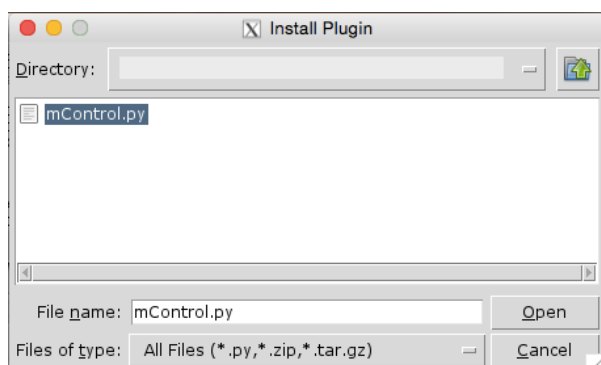 Install Plugin
Directory:
mControl.py
File name: mControl.py Open
Files of type: All Files (*.py,*.zip,*.tar.gz) Cancel